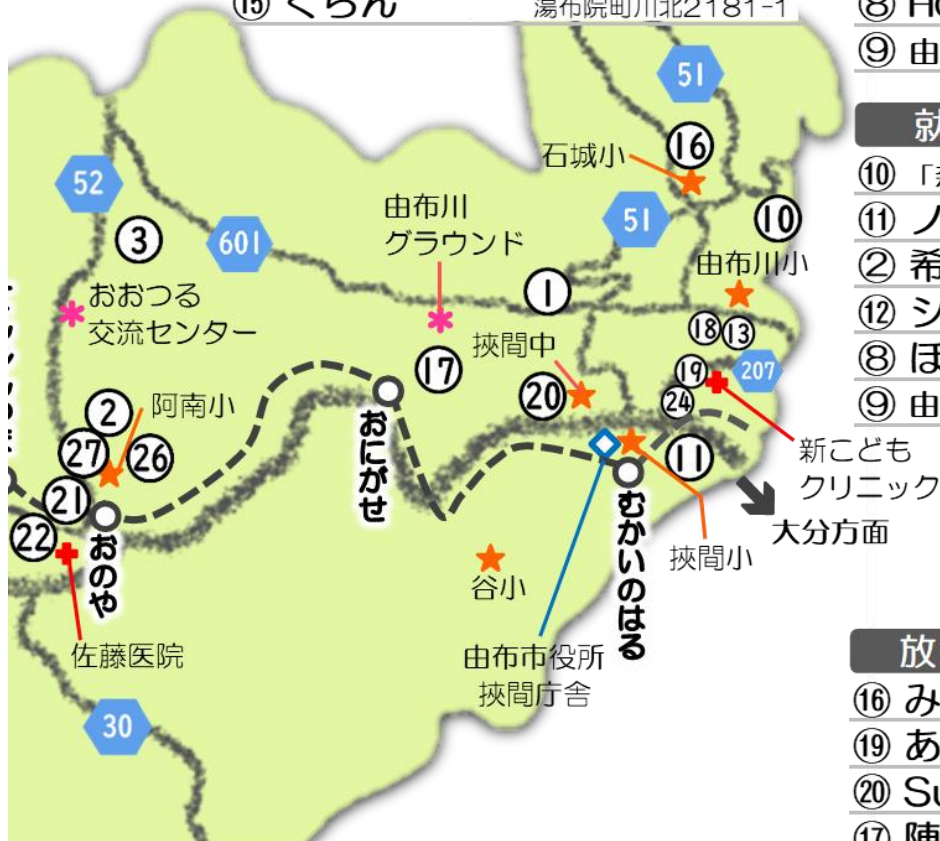 ⑮ くらん 湯布院町川北2181-1
51
⑯
石城小
52
③
601
由布川
グラウンド
51
⑩
由布川小
おおつる
交流センター
①
⑱ ⑬
挾間中
⑰
⑲
207
⑳
㉔
②
阿南小
㉗
㉖
おにがせ
⑪
新こども
クリニック
㉑
㉒
おのや
むかいのはる
大分方面
挾間小
谷小
佐藤医院
由布市役所
挾間庁舎
30
⑨ 由
就
⑩
⑪ ノ
② 希
⑫ シ
⑧ ほ
⑨ 由
放
⑯ み
⑲ あ
⑳ Su
⑰ 陣